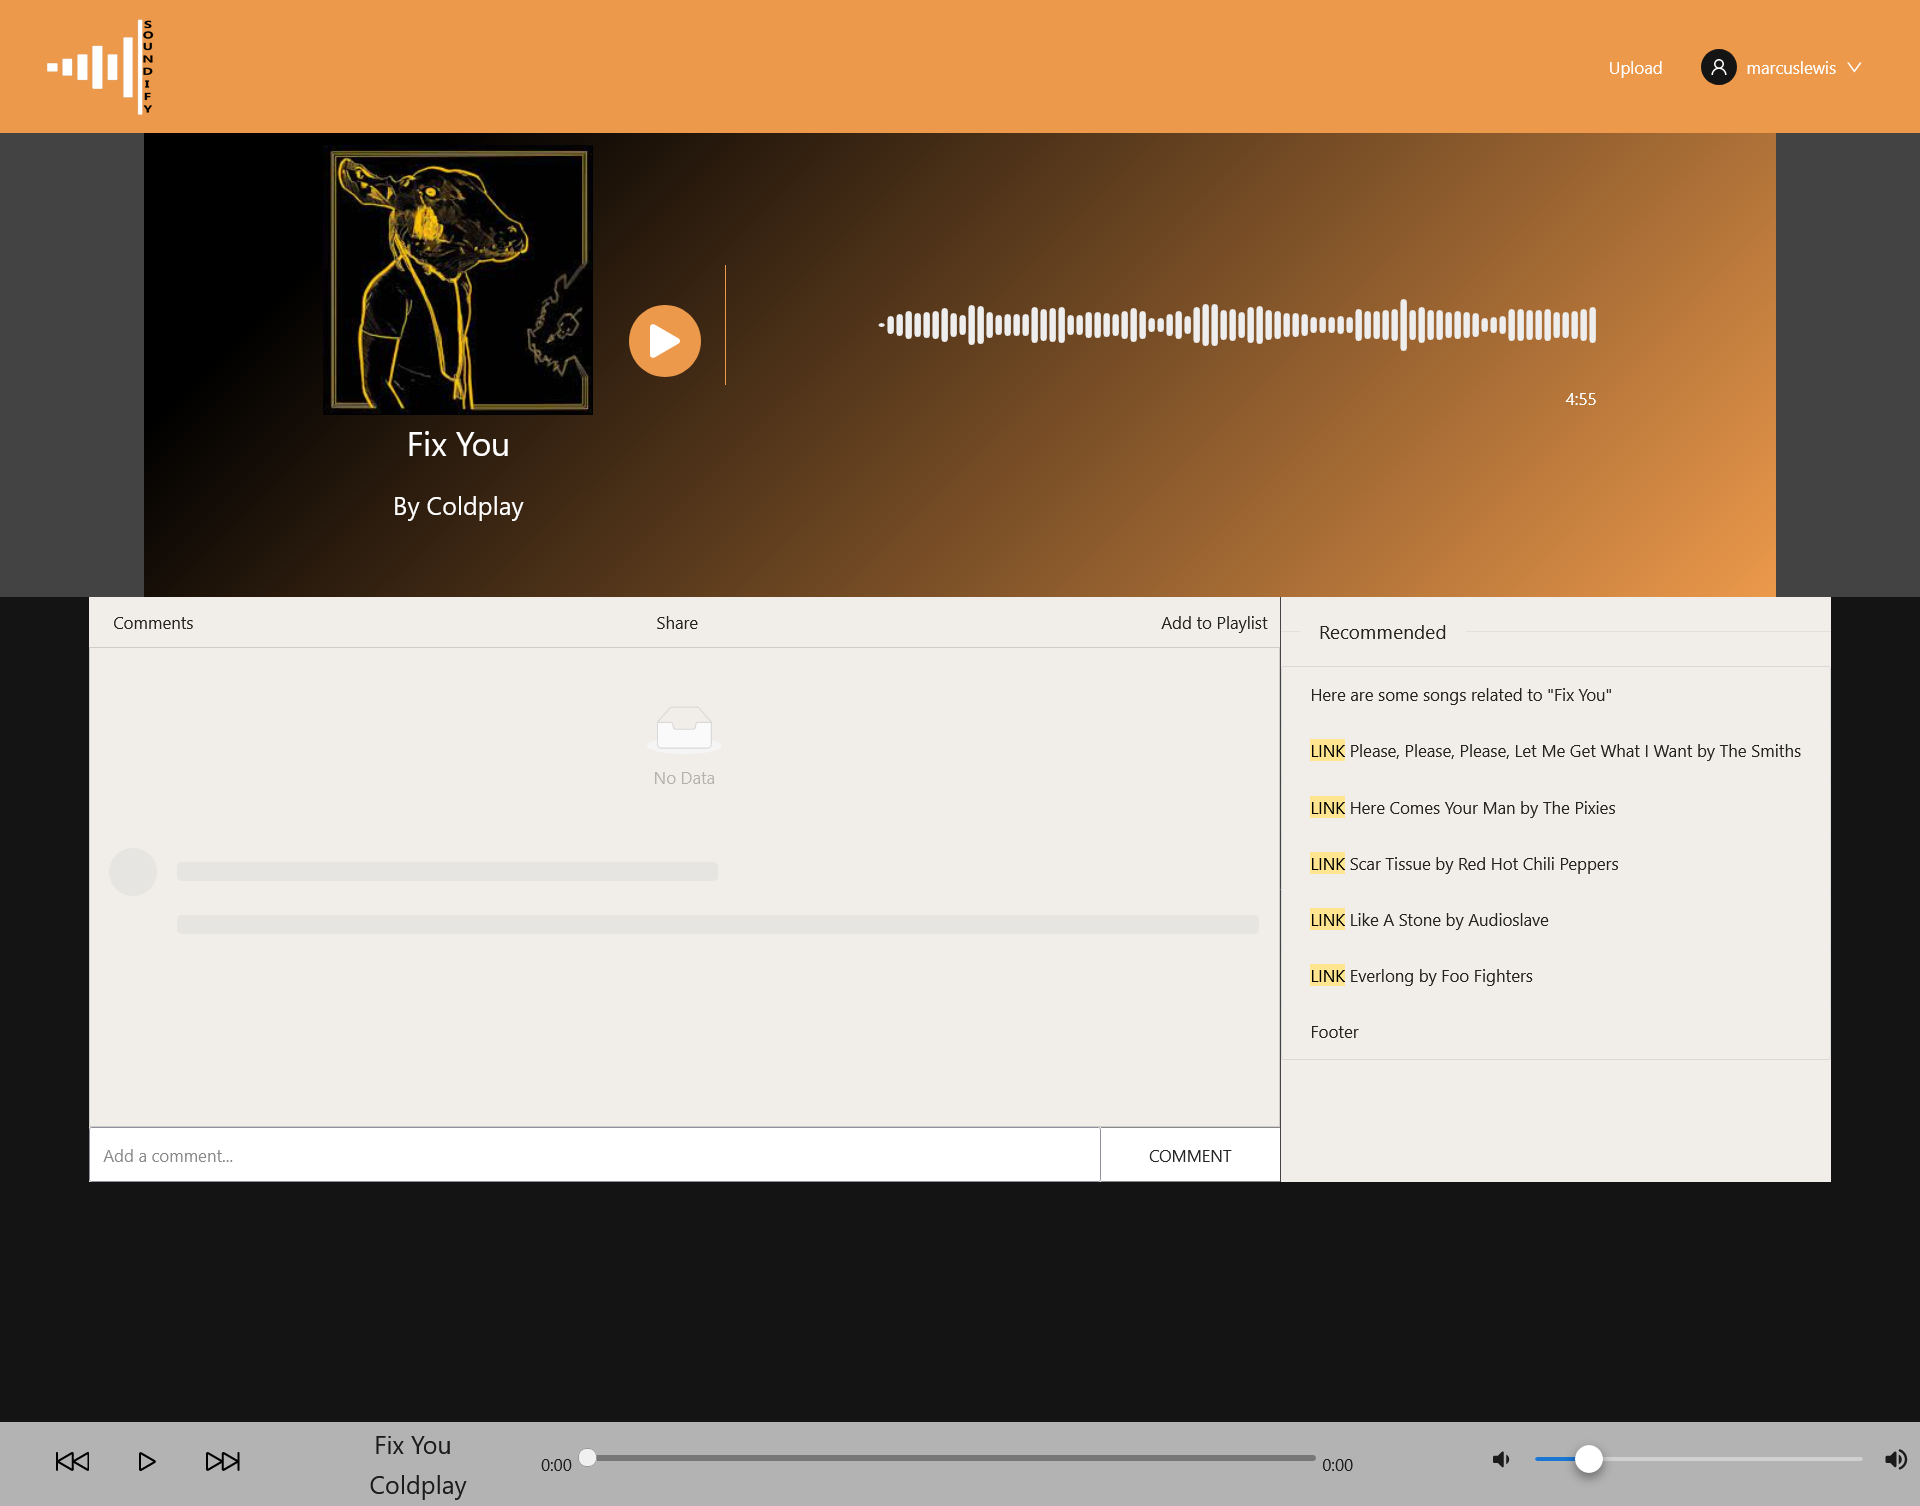 SOUNDIFY
Upload
marcuslewis
4:55
Fix You
By Coldplay
Comments
Share
Add to Playlist
No Data
Add a comment...
COMMENT
Recommended
Here are some songs related to "Fix You"
LINK Please, Please, Please, Let Me Get What I Want by The Smiths
LINK Here Comes Your Man by The Pixies
LINK Scar Tissue by Red Hot Chili Peppers
LINK Like A Stone by Audioslave
LINK Everlong by Foo Fighters
Footer
Fix You
Coldplay
0:00
0:00